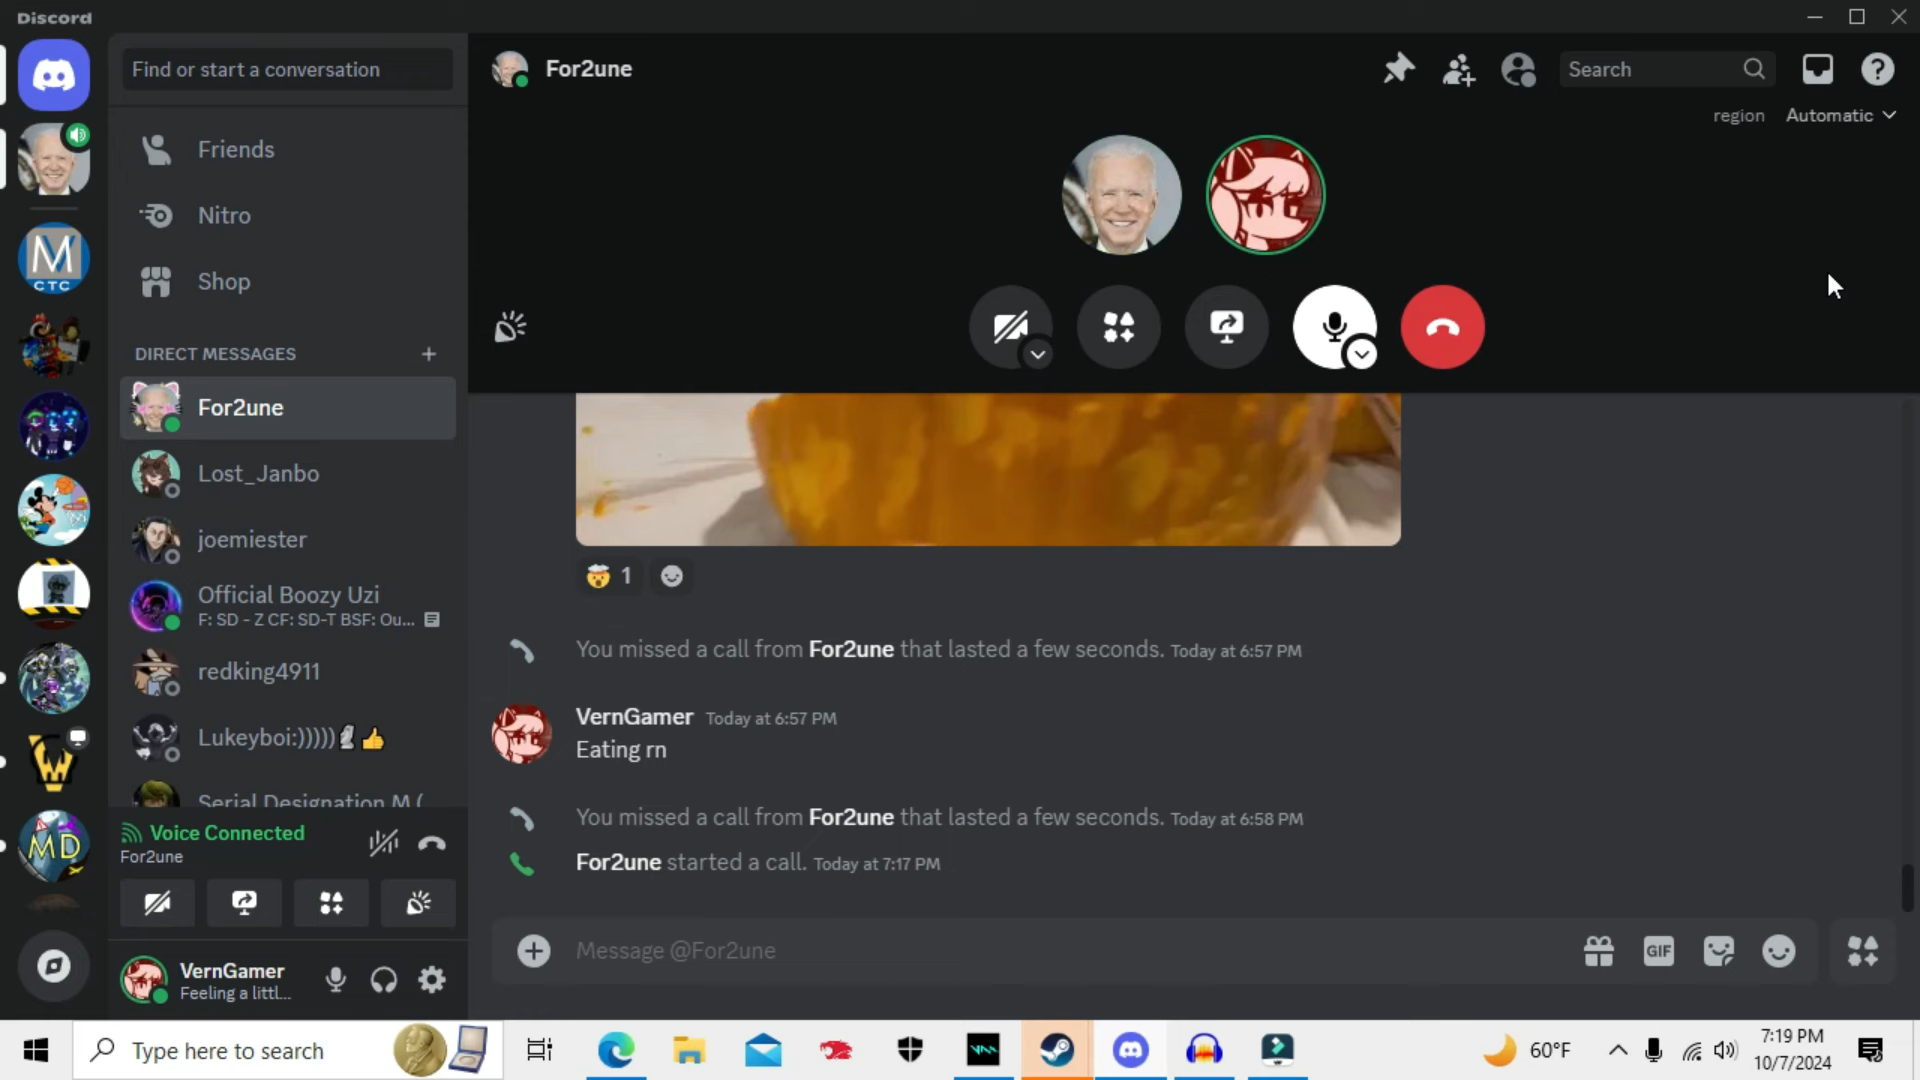 Discord
Find or start a conversation
For2une
Search
region Automatic
Friends
Nitro
Shop
DIRECT MESSAGES
For2une
Lost_Janbo
joemiester
Official Boozy Uzi
F: SD - Z CF: SD-T BSF: Ou...
redking4911
Lukeyboi:)))))🗿👍
Serial Designation M (
M
CTC
MD
🤯 1
You missed a call from For2une that lasted a few seconds. Today at 6:57 PM
VernGamer Today at 6:57 PM
Eating rn
You missed a call from For2une that lasted a few seconds. Today at 6:58 PM
For2une started a call. Today at 7:17 PM
Voice Connected
For2une
VernGamer
Feeling a littl...
Message @For2une
GIF
Type here to search
60°F
7:19 PM
10/7/2024